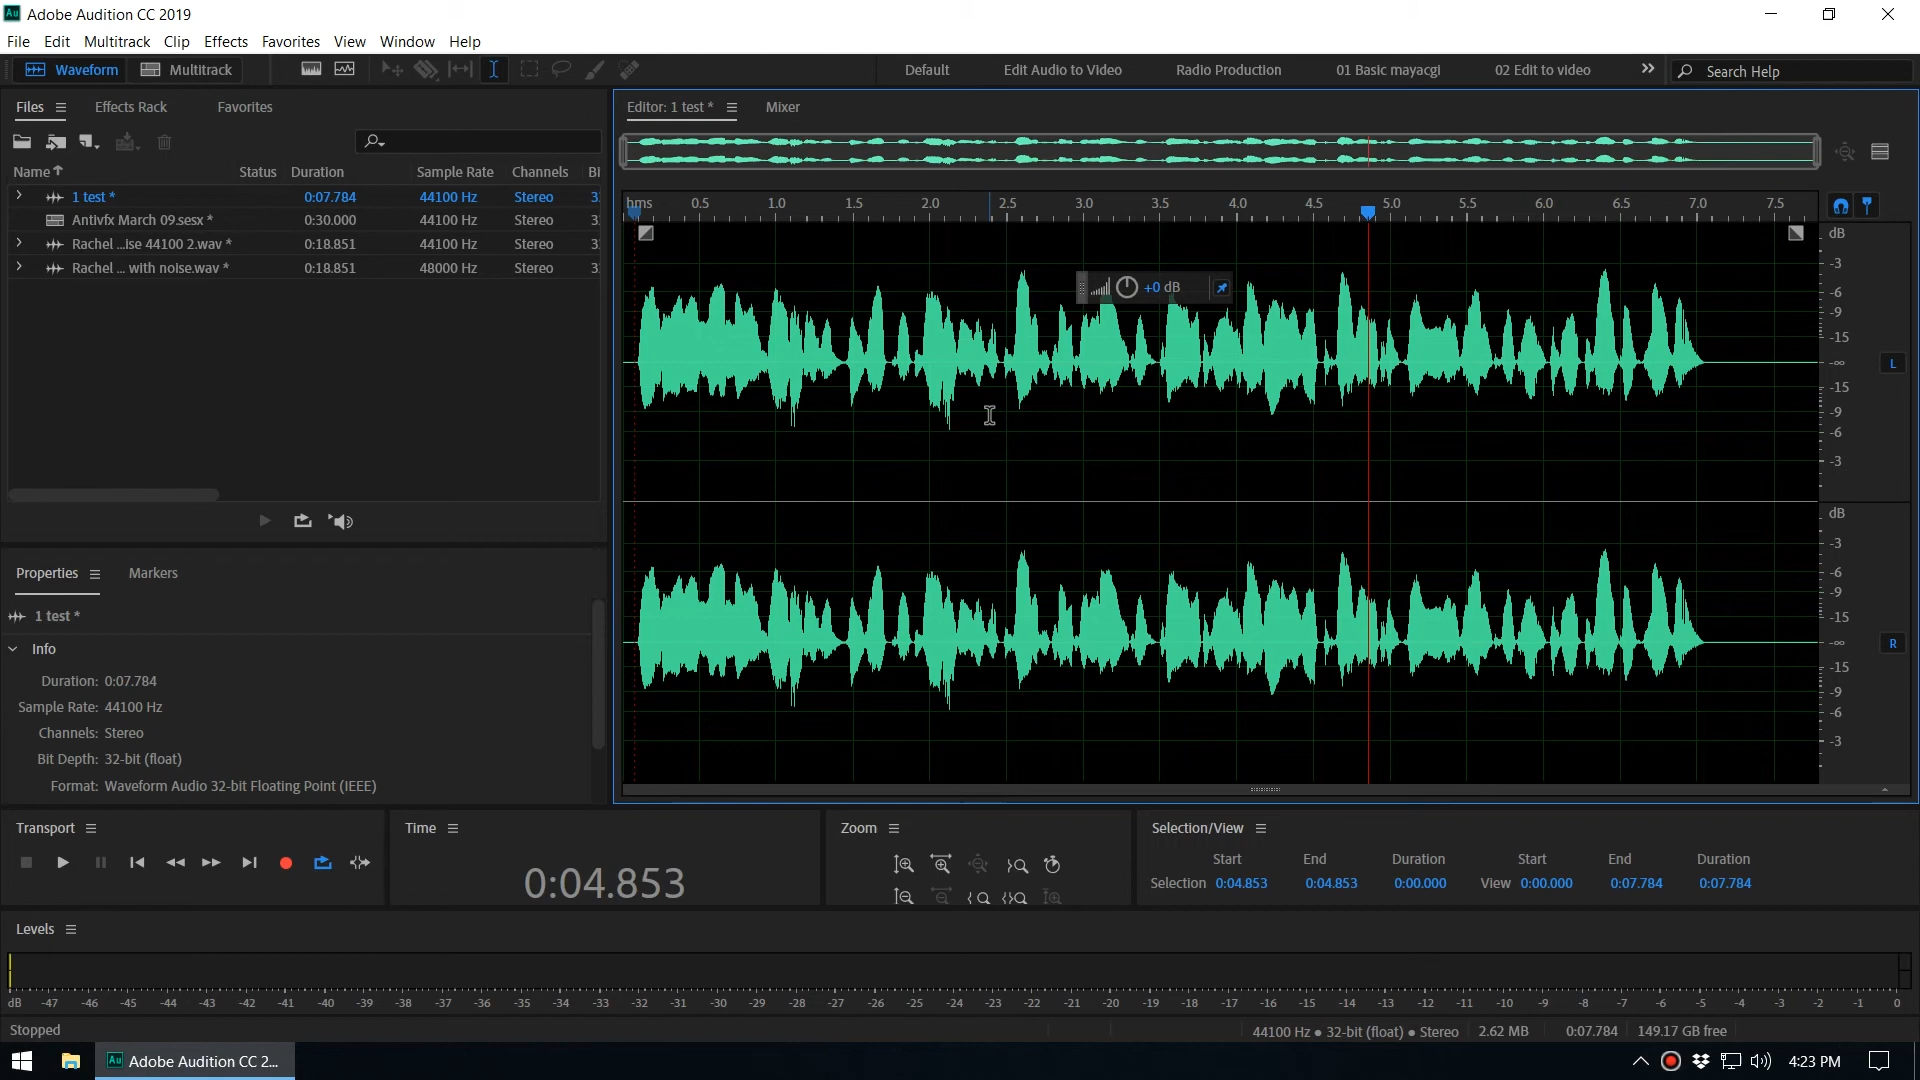 Au Adobe Audition CC 2019
File Edit Multitrack Clip Effects Favorites View Window Help
Waveform Multitrack Default Edit Audio to Video Radio Production 01 Basic mayacgi 02 Edit to video Search Help
Files Effects Rack Favorites
Name Status Duration Sample Rate Channels Bi
1 test * 0:07.784 44100 Hz Stereo 3
Antivfx March 09.sesx * 0:30.000 44100 Hz Stereo 3
Rachel ...ise 44100 2.wav * 0:18.851 44100 Hz Stereo 3
Rachel ... with noise.wav * 0:18.851 48000 Hz Stereo 3
Editor: 1 test * Mixer
hms 0.5 1.0 1.5 2.0 2.5 3.0 3.5 4.0 4.5 5.0 5.5 6.0 6.5 7.0 7.5
+0 dB
dB
-3
-6
-9
-15
-∞
-15
-9
-6
-3
L
dB
-3
-6
-9
-15
-∞
-15
-9
-6
-3
R
Properties Markers
1 test *
Info
Duration: 0:07.784
Sample Rate: 44100 Hz
Channels: Stereo
Bit Depth: 32-bit (float)
Format: Waveform Audio 32-bit Floating Point (IEEE)
Transport
Time
0:04.853
Zoom
Selection/View
Start End Duration Start End Duration
Selection 0:04.853 0:04.853 0:00.000 View 0:00.000 0:07.784 0:07.784
Levels
dB -47 -46 -45 -44 -43 -42 -41 -40 -39 -38 -37 -36 -35 -34 -33 -32 -31 -30 -29 -28 -27 -26 -25 -24 -23 -22 -21 -20 -19 -18 -17 -16 -15 -14 -13 -12 -11 -10 -9 -8 -7 -6 -5 -4 -3 -2 -1 0
Stopped 44100 Hz ● 32-bit (float) ● Stereo 2.62 MB 0:07.784 149.17 GB free
Au Adobe Audition CC 2... 4:23 PM